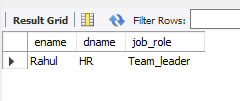 Result Grid Filter Rows:
ename dname job_role
Rahul HR Team_leader